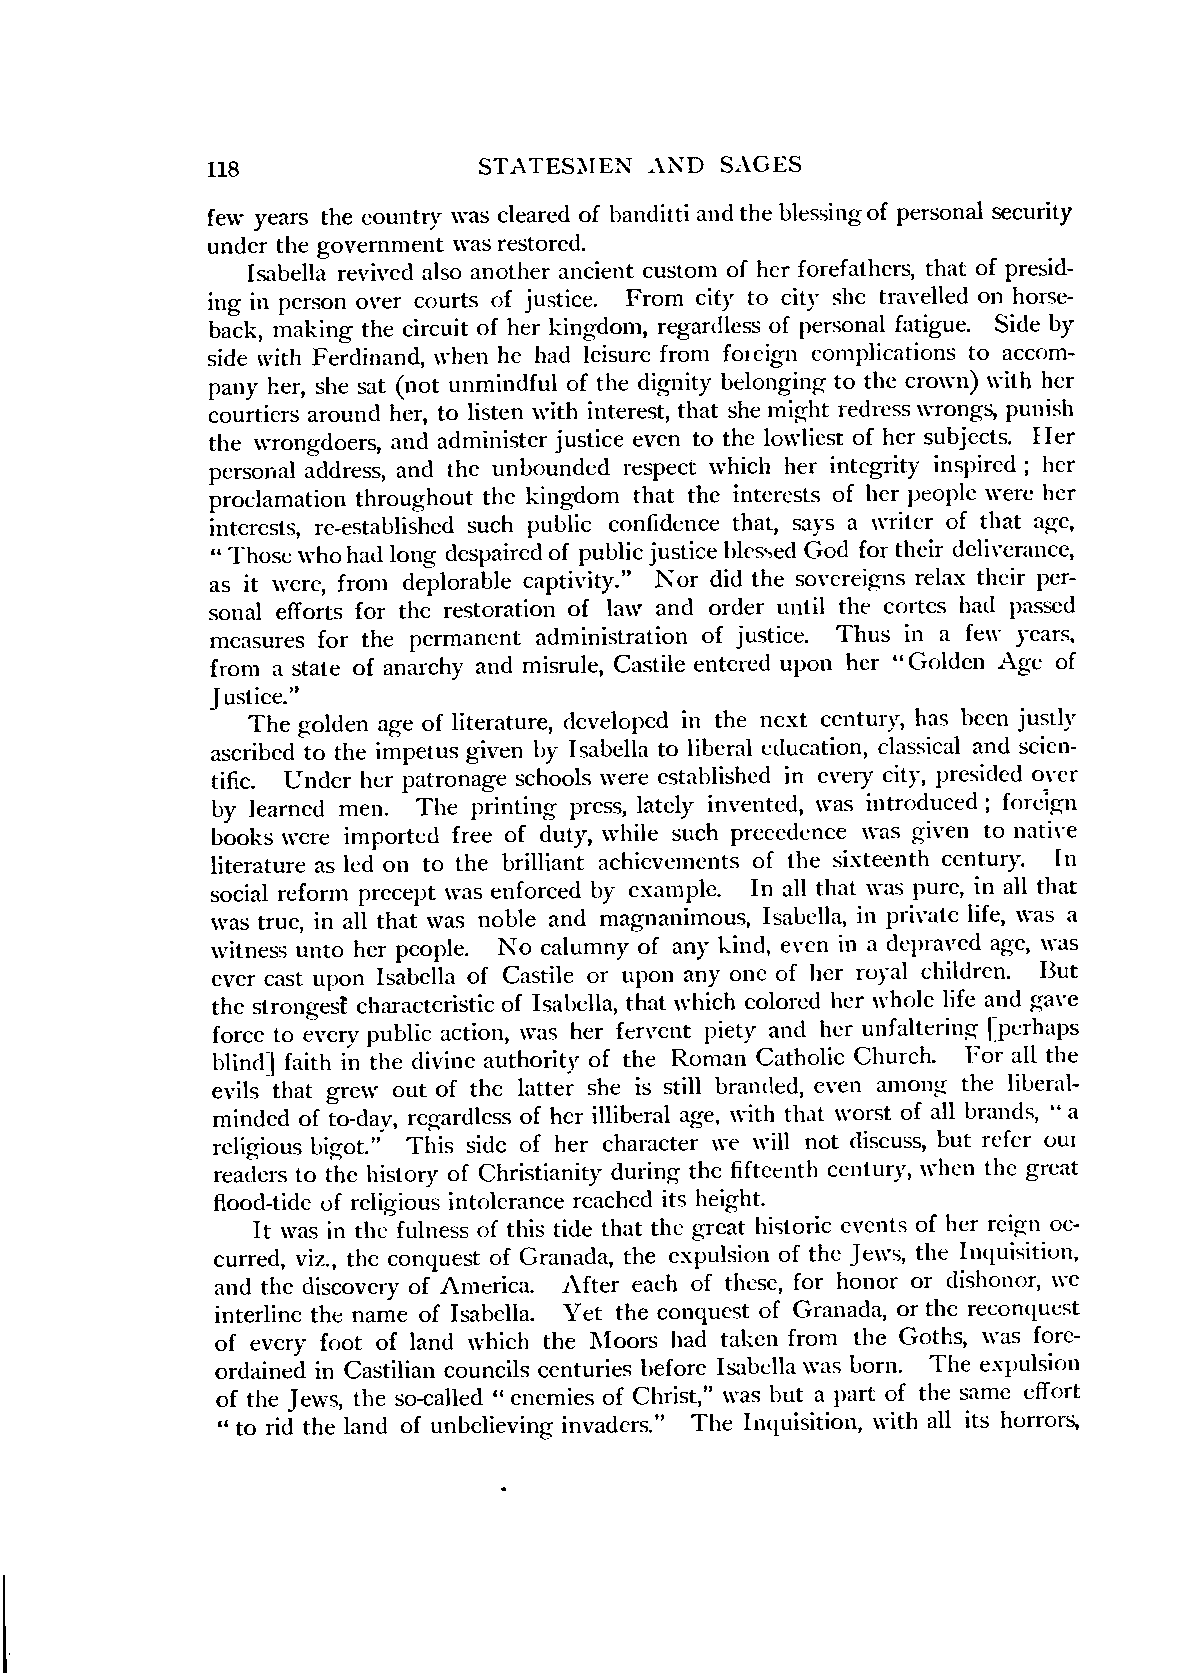 118 STATESMEN AND SAGES
few years the country was cleared of banditti and the blessing of personal security
under the government was restored.
Isabella revived also another ancient custom of her forefathers, that of presid-
ing in person over courts of justice. From city to city she travelled on horse-
back, making the circuit of her kingdom, regardless of personal fatigue. Side by
side with Ferdinand, when he had leisure from foreign complications to accom-
pany her, she sat (not unmindful of the dignity belonging to the crown) with her
courtiers around her, to listen with interest, that she might redress wrongs, punish
the wrongdoers, and administer justice even to the lowliest of her subjects. Her
personal address, and the unbounded respect which her integrity inspired ; her
proclamation throughout the kingdom that the interests of her people were her
interests, re-established such public confidence that, says a writer of that age,
“ Those who had long despaired of public justice blessed God for their deliverance,
as it were, from deplorable captivity.” Nor did the sovereigns relax their per-
sonal efforts for the restoration of law and order until the cortes had passed
measures for the permanent administration of justice. Thus in a few years,
from a state of anarchy and misrule, Castile entered upon her “Golden Age of
Justice.”
The golden age of literature, developed in the next century, has been justly
ascribed to the impetus given by Isabella to liberal education, classical and scien-
tific. Under her patronage schools were established in every city, presided over
by learned men. The printing press, lately invented, was introduced ; foreign
books were imported free of duty, while such precedence was given to native
literature as led on to the brilliant achievements of the sixteenth century. In
social reform precept was enforced by example. In all that was pure, in all that
was true, in all that was noble and magnanimous, Isabella, in private life, was a
witness unto her people. No calumny of any kind, even in a depraved age, was
ever cast upon Isabella of Castile or upon any one of her royal children. But
the strongest characteristic of Isabella, that which colored her whole life and gave
force to every public action, was her fervent piety and her unfaltering [perhaps
blind] faith in the divine authority of the Roman Catholic Church. For all the
evils that grew out of the latter she is still branded, even among the liberal-
minded of to-day, regardless of her illiberal age, with that worst of all brands, “ a
religious bigot.” This side of her character we will not discuss, but refer our
readers to the history of Christianity during the fifteenth century, when the great
flood-tide of religious intolerance reached its height.
It was in the fulness of this tide that the great historic events of her reign oc-
curred, viz., the conquest of Granada, the expulsion of the Jews, the Inquisition,
and the discovery of America. After each of these, for honor or dishonor, we
interline the name of Isabella. Yet the conquest of Granada, or the reconquest
of every foot of land which the Moors had taken from the Goths, was fore-
ordained in Castilian councils centuries before Isabella was born. The expulsion
of the Jews, the so-called “ enemies of Christ,” was but a part of the same effort
“ to rid the land of unbelieving invaders.” The Inquisition, with all its horrors,